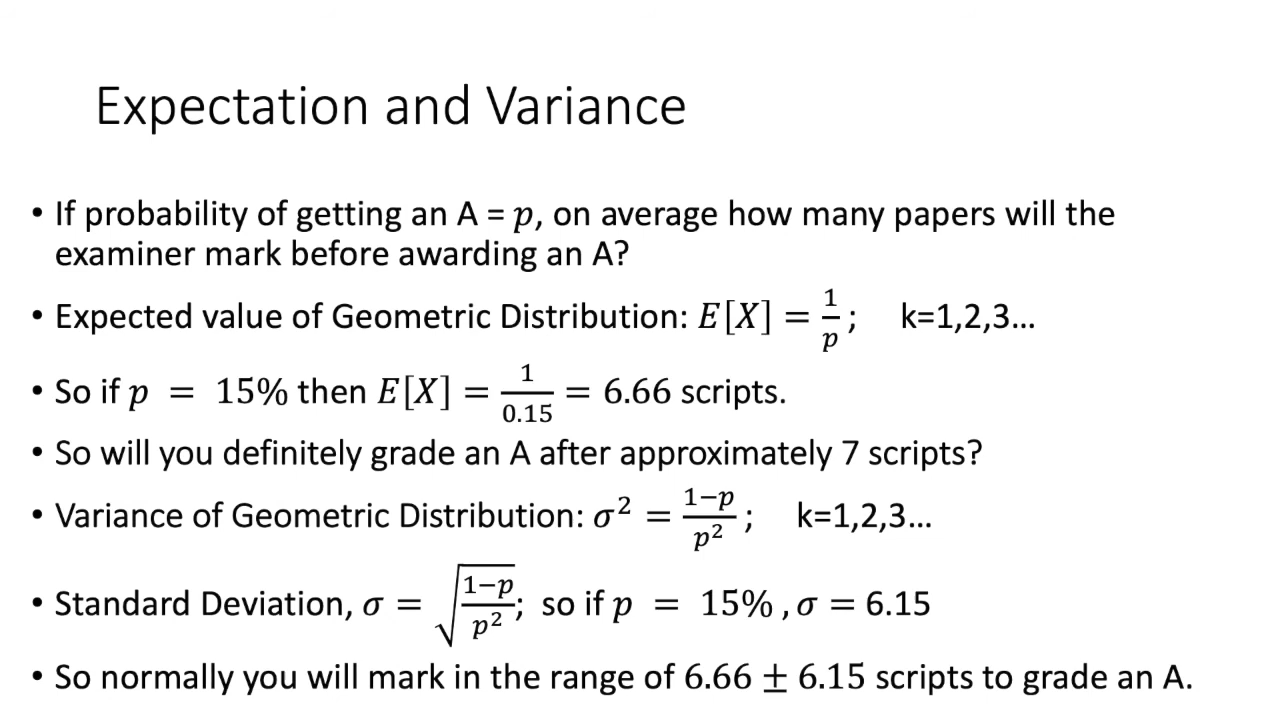 Expectation and Variance
• If probability of getting an A = p, on average how many papers will the
examiner mark before awarding an A?
• Expected value of Geometric Distribution: E[X] = 1/p; k=1,2,3…
• So if p = 15% then E[X] = 1/0.15 = 6.66 scripts.
• So will you definitely grade an A after approximately 7 scripts?
• Variance of Geometric Distribution: σ² = (1−p)/p²; k=1,2,3…
• Standard Deviation, σ = √((1−p)/p²); so if p = 15%, σ = 6.15
• So normally you will mark in the range of 6.66 ± 6.15 scripts to grade an A.